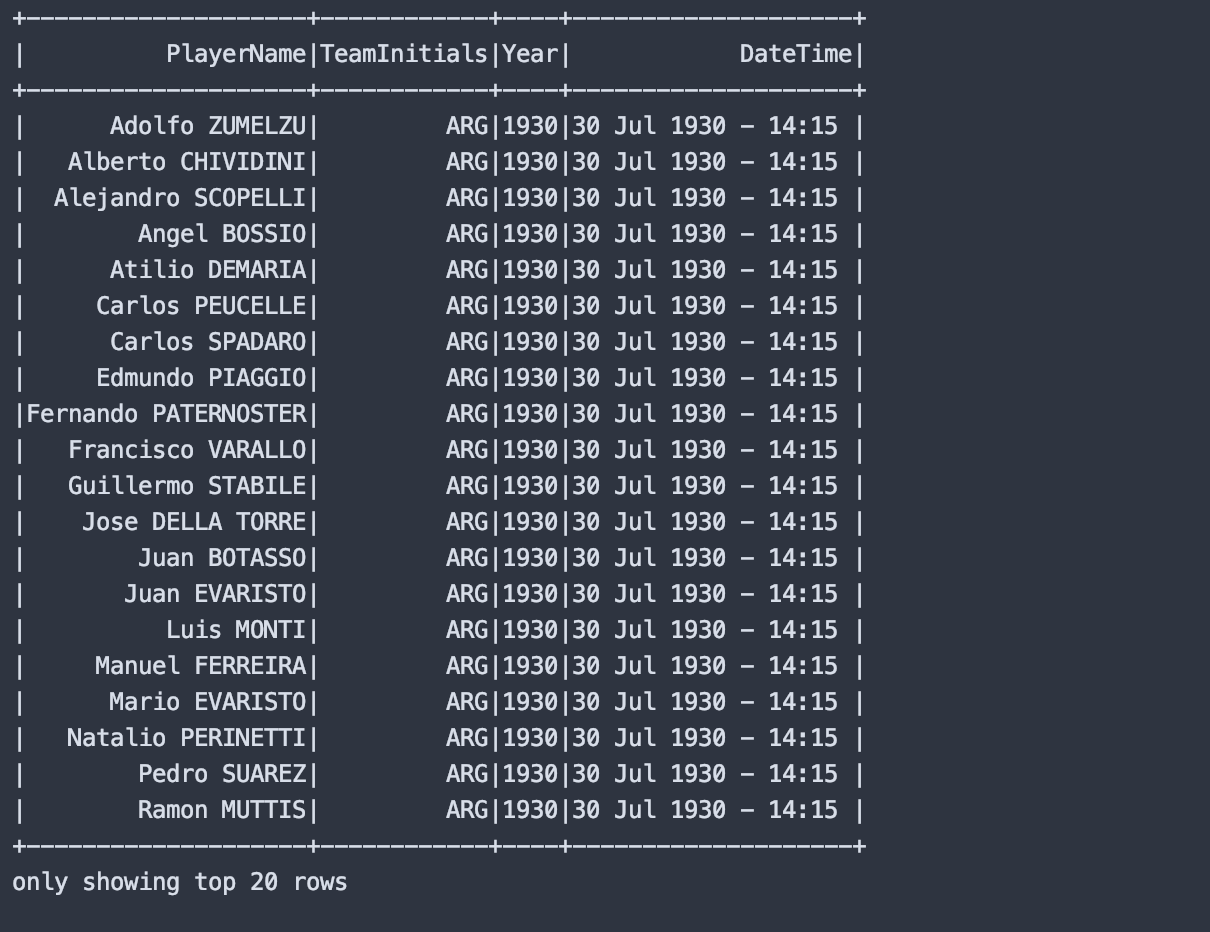 +--------------------+------------+----+--------------------+
|          PlayerName|TeamInitials|Year|            DateTime|
+--------------------+------------+----+--------------------+
|      Adolfo ZUMELZU|         ARG|1930|30 Jul 1930 - 14:15 |
|   Alberto CHIVIDINI|         ARG|1930|30 Jul 1930 - 14:15 |
|  Alejandro SCOPELLI|         ARG|1930|30 Jul 1930 - 14:15 |
|        Angel BOSSIO|         ARG|1930|30 Jul 1930 - 14:15 |
|      Atilio DEMARIA|         ARG|1930|30 Jul 1930 - 14:15 |
|     Carlos PEUCELLE|         ARG|1930|30 Jul 1930 - 14:15 |
|      Carlos SPADARO|         ARG|1930|30 Jul 1930 - 14:15 |
|     Edmundo PIAGGIO|         ARG|1930|30 Jul 1930 - 14:15 |
|Fernando PATERNOSTER|         ARG|1930|30 Jul 1930 - 14:15 |
|   Francisco VARALLO|         ARG|1930|30 Jul 1930 - 14:15 |
|   Guillermo STABILE|         ARG|1930|30 Jul 1930 - 14:15 |
|    Jose DELLA TORRE|         ARG|1930|30 Jul 1930 - 14:15 |
|        Juan BOTASSO|         ARG|1930|30 Jul 1930 - 14:15 |
|       Juan EVARISTO|         ARG|1930|30 Jul 1930 - 14:15 |
|          Luis MONTI|         ARG|1930|30 Jul 1930 - 14:15 |
|     Manuel FERREIRA|         ARG|1930|30 Jul 1930 - 14:15 |
|      Mario EVARISTO|         ARG|1930|30 Jul 1930 - 14:15 |
|   Natalio PERINETTI|         ARG|1930|30 Jul 1930 - 14:15 |
|        Pedro SUAREZ|         ARG|1930|30 Jul 1930 - 14:15 |
|        Ramon MUTTIS|         ARG|1930|30 Jul 1930 - 14:15 |
+--------------------+------------+----+--------------------+
only showing top 20 rows